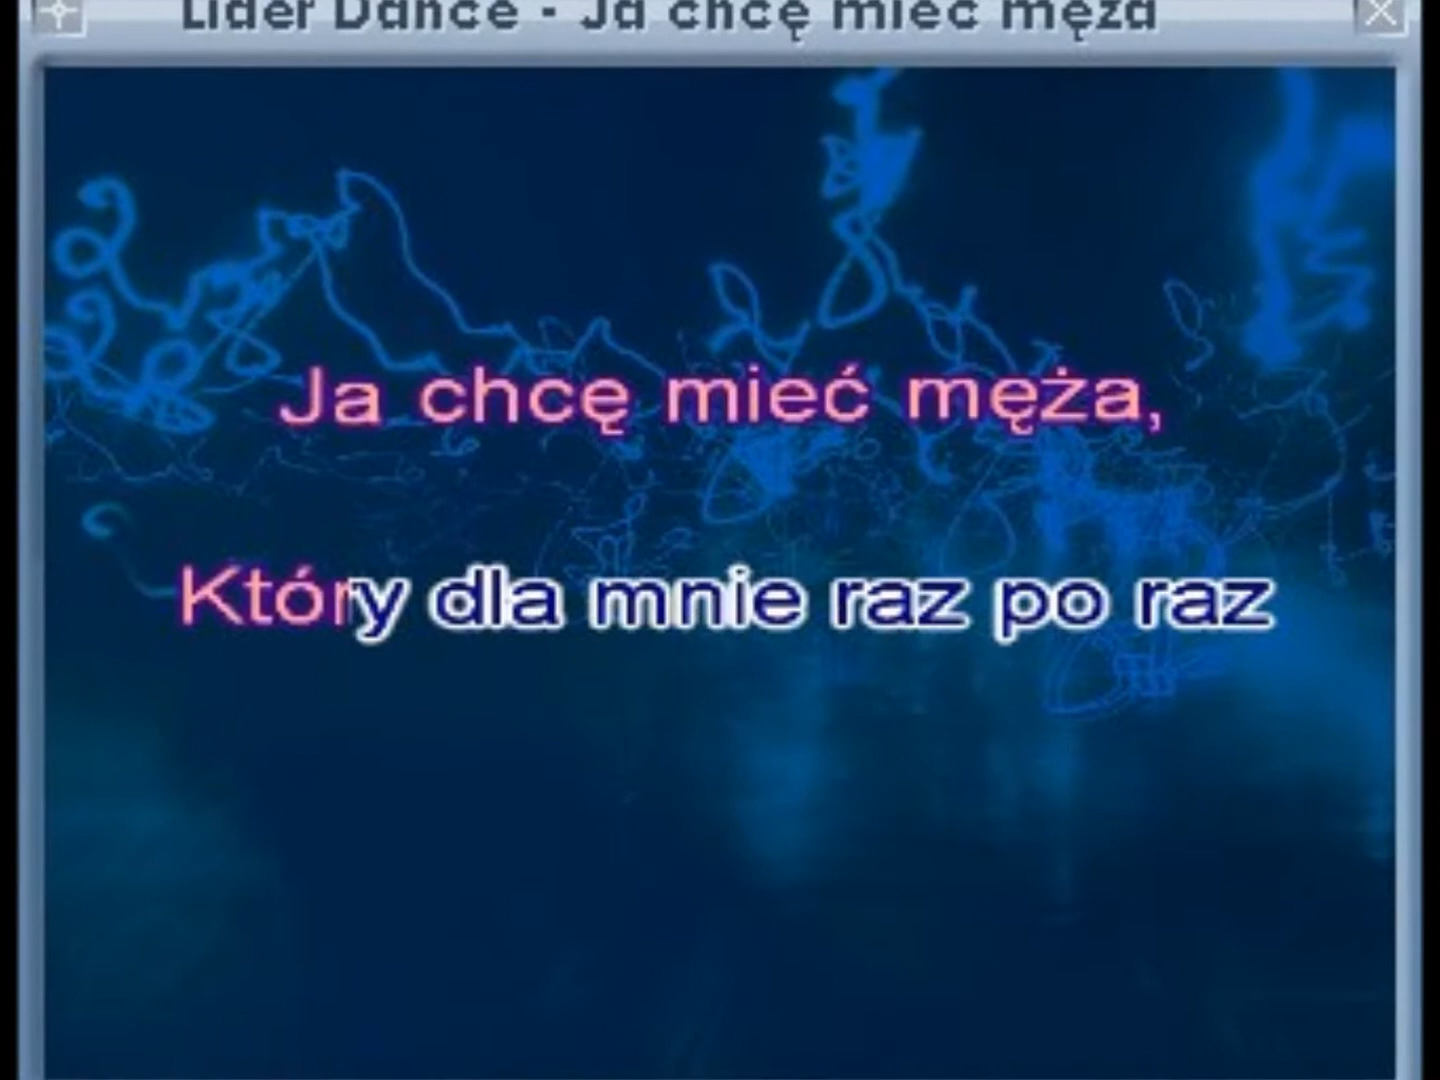 Lider Dance - Ja chcę mieć męża
Ja chcę mieć męża,
Który dla mnie raz po raz